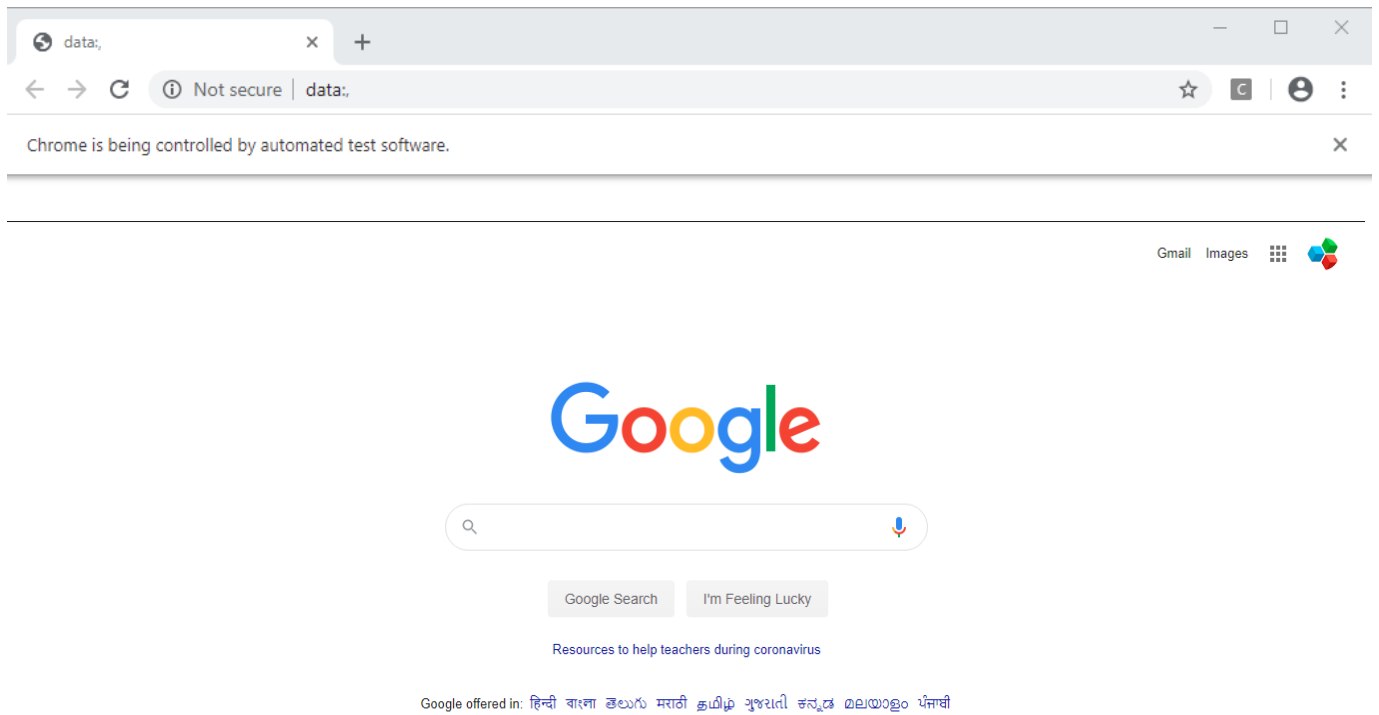 data:,
Not secure data:,
C
Chrome is being controlled by automated test software.
Gmail Images
Google
Google Search I'm Feeling Lucky
Resources to help teachers during coronavirus
Google offered in: हिन्दी বাংলা తెలుగు मराठी தமிழ் ગુજરાતી ಕನ್ನಡ മലയാളം ਪੰਜਾਬੀ